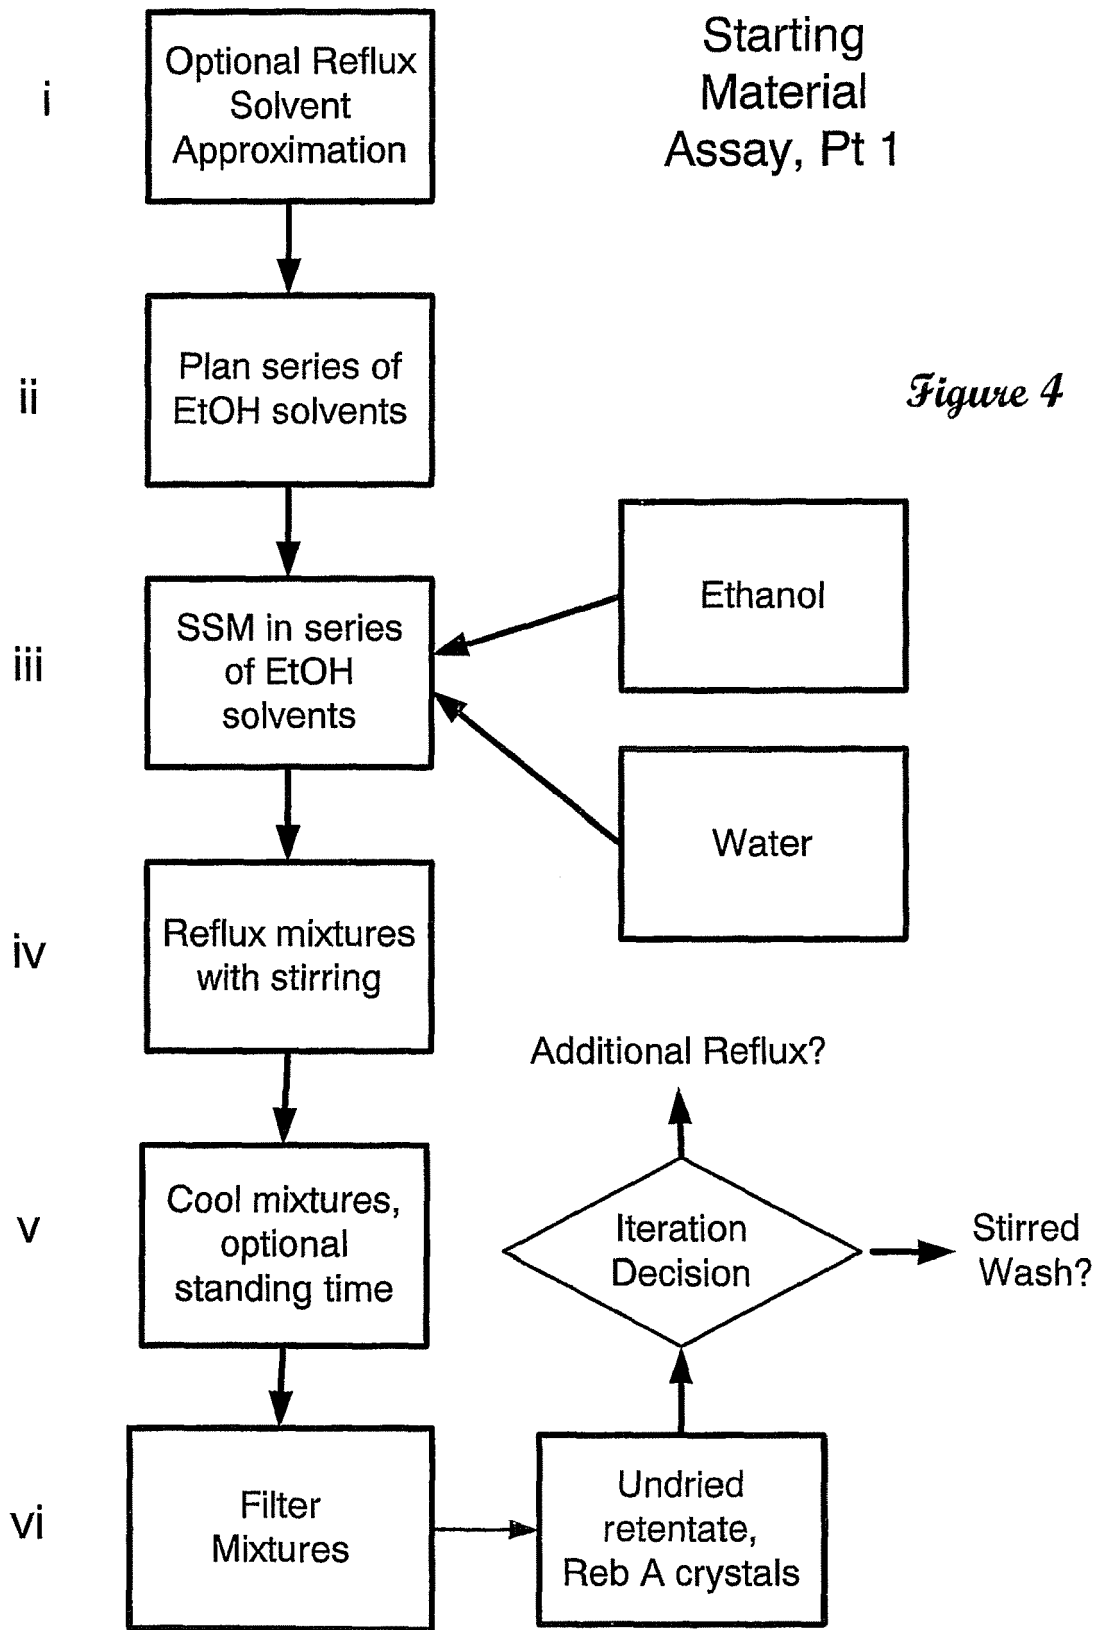 i
Optional Reflux
Solvent
Approximation
Starting
Material
Assay, Pt 1
ii
Plan series of
EtOH solvents
Figure 4
iii
SSM in series
of EtOH
solvents
Ethanol
Water
iv
Reflux mixtures
with stirring
Additional Reflux?
v
Cool mixtures,
optional
standing time
Iteration
Decision
Stirred
Wash?
vi
Filter
Mixtures
Undried
retentate,
Reb A crystals